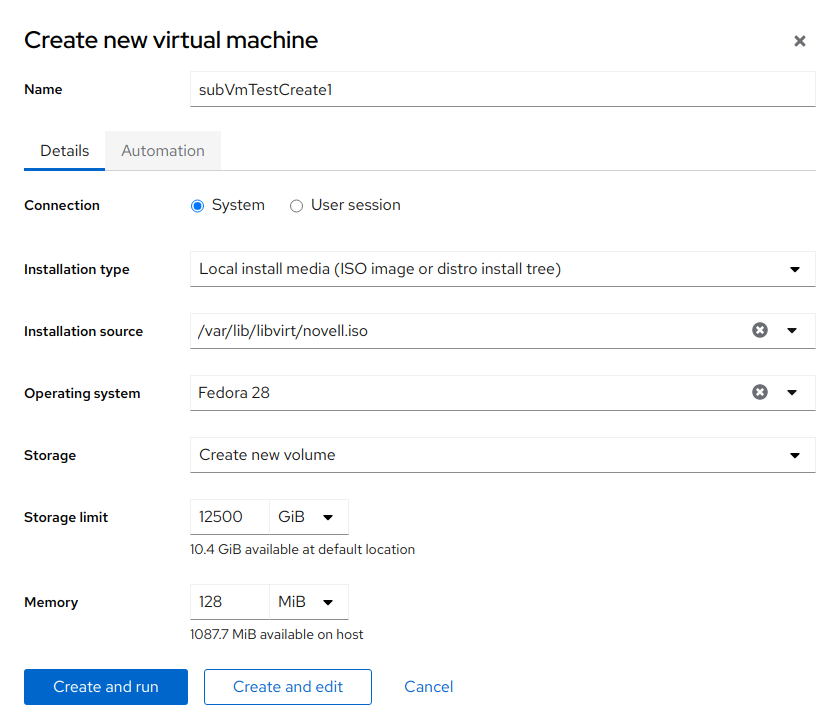 Create new virtual machine
Name subVmTestCreate1
Details Automation
Connection System User session
Installation type Local install media (ISO image or distro install tree)
Installation source /var/lib/libvirt/novell.iso
Operating system Fedora 28
Storage Create new volume
Storage limit 12500 GiB
10.4 GiB available at default location
Memory 128 MiB
1087.7 MiB available on host
Create and run Create and edit Cancel